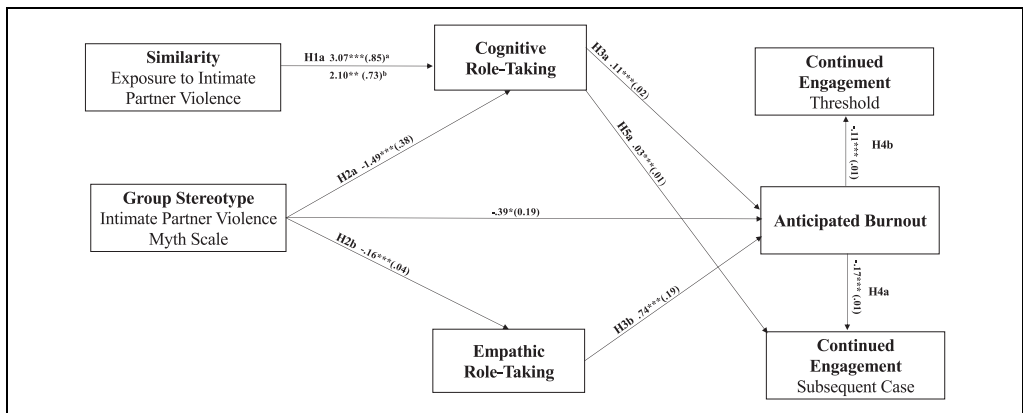 Similarity
Exposure to Intimate
Partner Violence
H1a 3.07***(.85)ᵃ
2.10** (.73)ᵇ
Cognitive
Role-Taking
H3a .11***(.02)
Continued
Engagement
Threshold
H5a .03***(.01)
-.11*** (.01)
H4b
H2a -1.49***(.38)
Group Stereotype
Intimate Partner Violence
Myth Scale
-.39*(0.19)
Anticipated Burnout
H2b -.16***(.04)
-.17*** (.01)
H4a
H3b .74***(.19)
Empathic
Role-Taking
Continued
Engagement
Subsequent Case